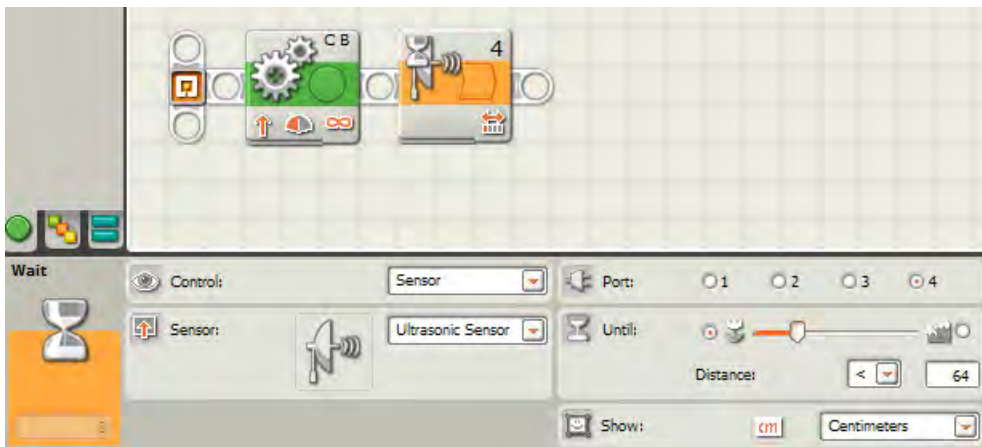 C B
4
Wait
Control:
Sensor
Port:
1
2
3
4
Sensor:
Ultrasonic Sensor
Until:
Distance:
<
64
Show:
cm
Centimeters